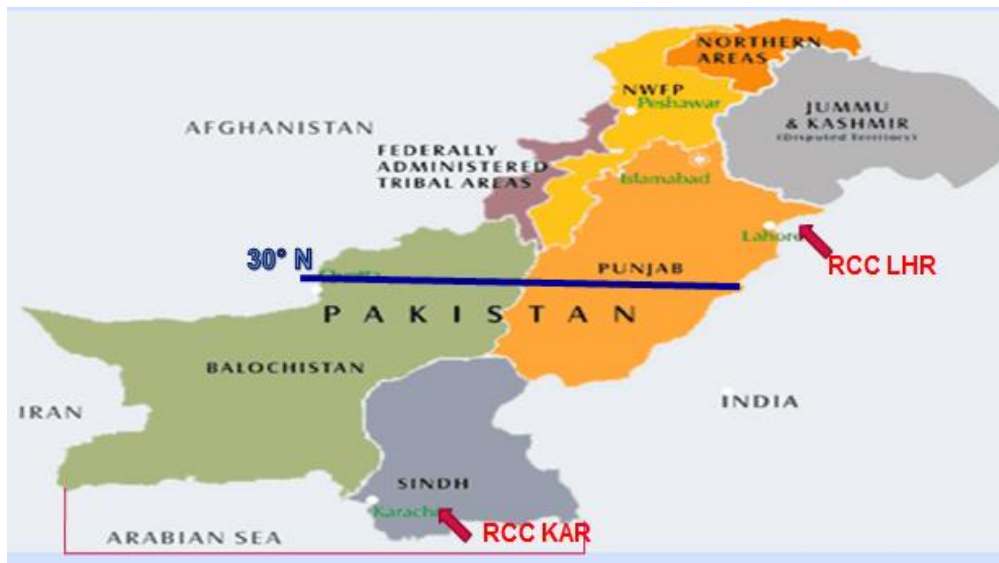 NORTHERN
AREAS
NWFP
Peshawar
JUMMU
& KASHMIR
(Disputed Territory)
AFGHANISTAN
FEDERALLY
ADMINISTERED
TRIBAL AREAS
Islamabad
Lahore
RCC LHR
30° N
PUNJAB
PAKISTAN
BALOCHISTAN
IRAN
INDIA
SINDH
Karachi
RCC KAR
ARABIAN SEA